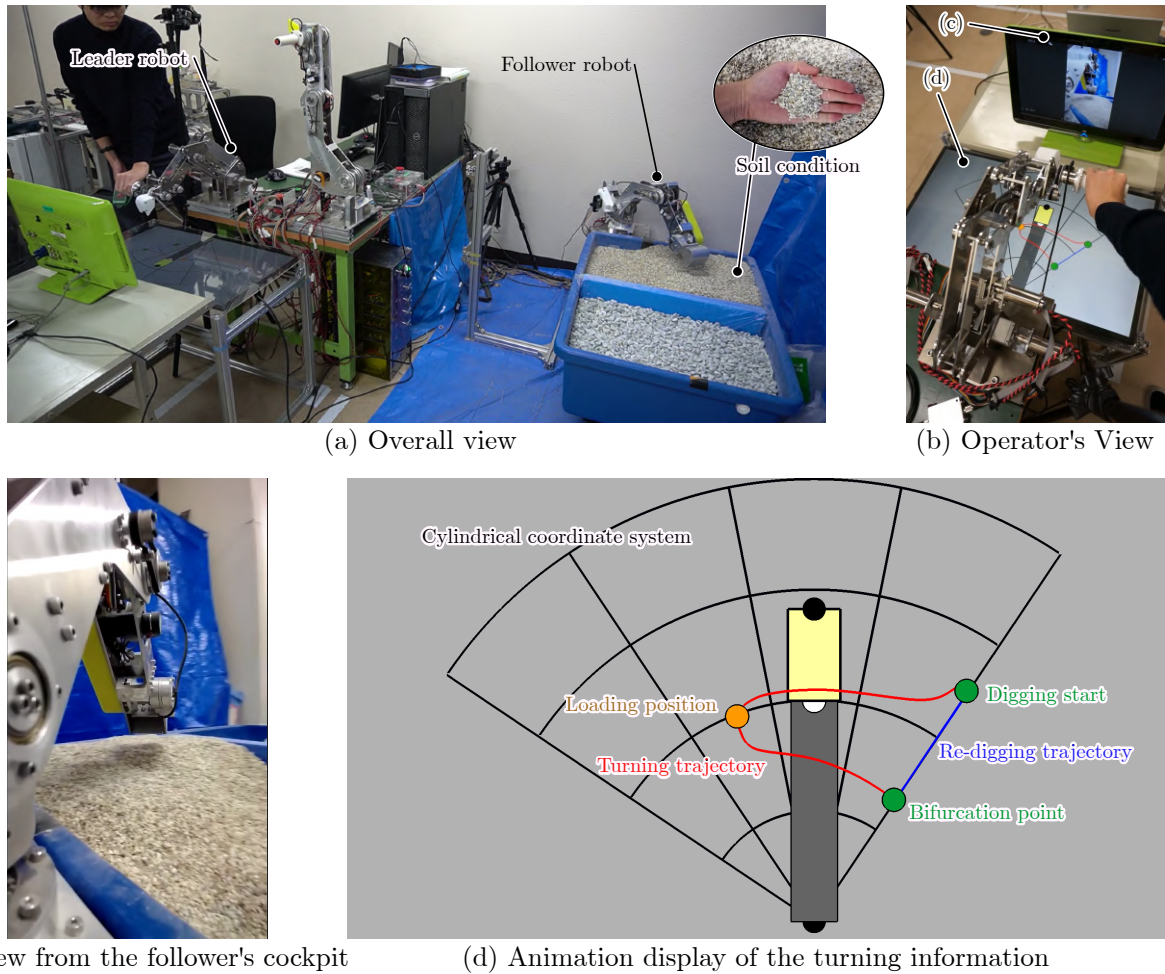 Leader robot
Follower robot
Soil condition
(a) Overall view
(c)
(d)
(b) Operator's View
ew from the follower's cockpit
Cylindrical coordinate system
Loading position
Digging start
Turning trajectory
Re-digging trajectory
Bifurcation point
(d) Animation display of the turning information